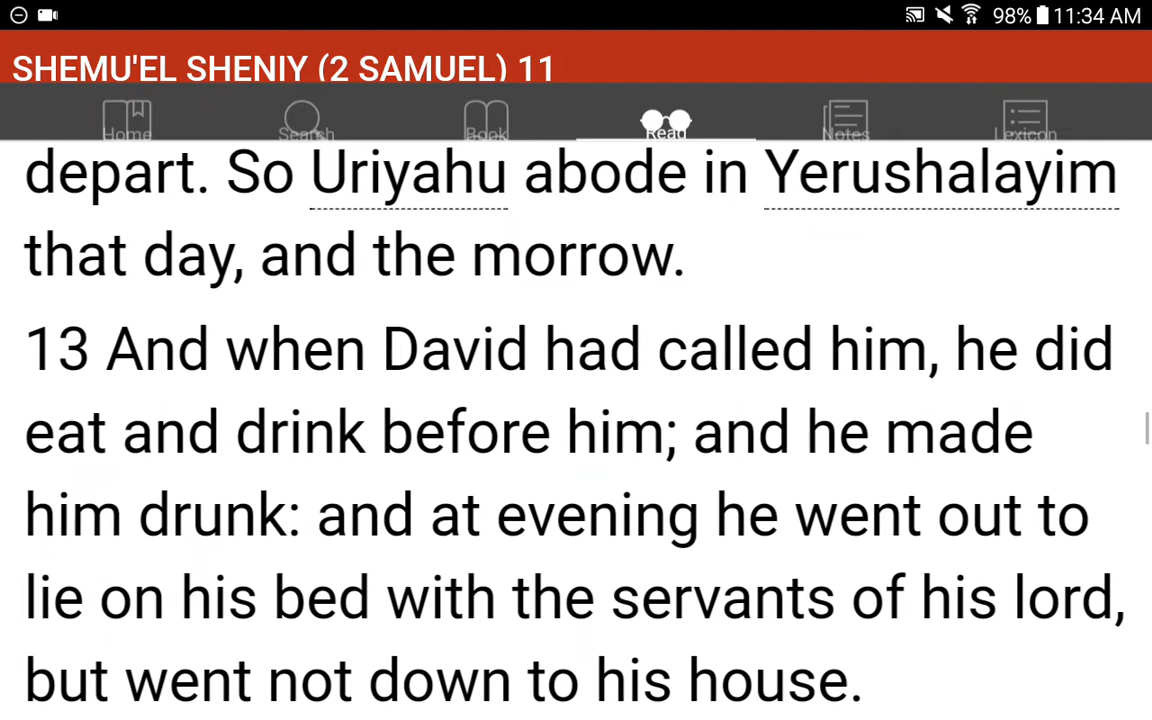 98% 11:34 AM
SHEMU'EL SHENIY (2 SAMUEL) 11
Home Search Book Read Notes Lexicon
depart. So Uriyahu abode in Yerushalayim
that day, and the morrow.
13 And when David had called him, he did
eat and drink before him; and he made
him drunk: and at evening he went out to
lie on his bed with the servants of his lord,
but went not down to his house.